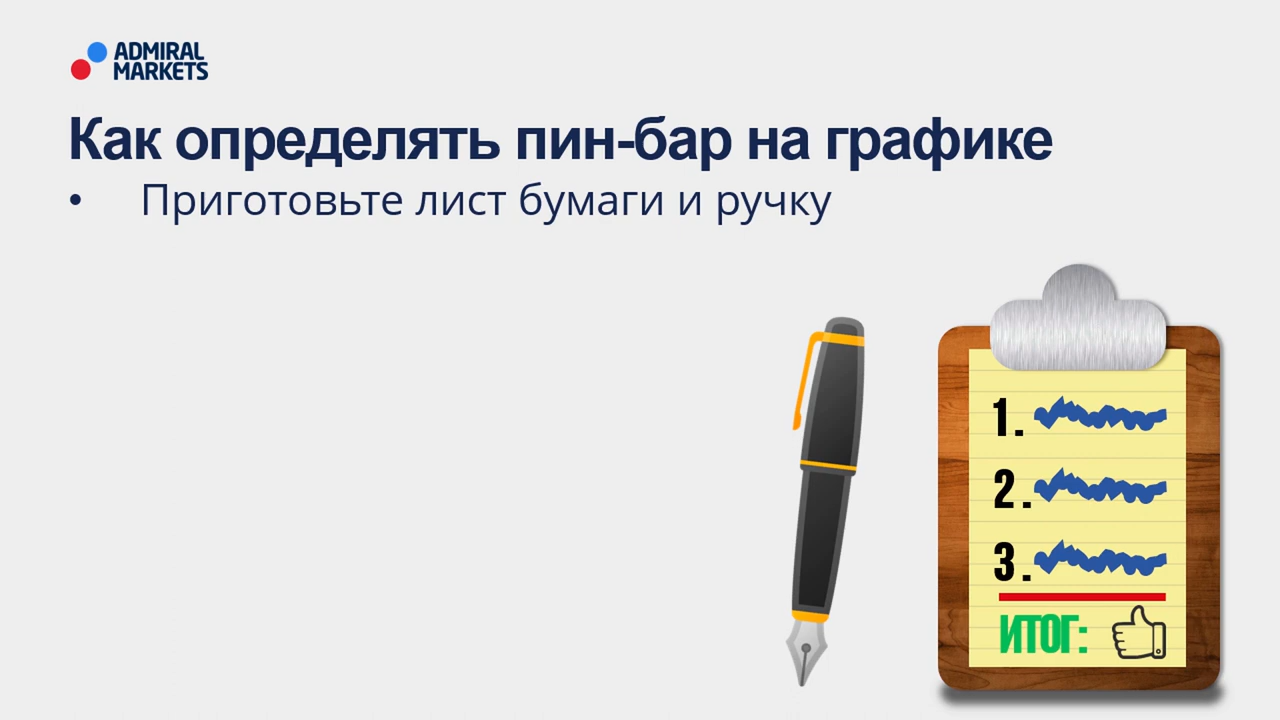 ADMIRAL
MARKETS
Как определять пин-бар на графике
• Приготовьте лист бумаги и ручку
1.
2.
3.
ИТОГ: